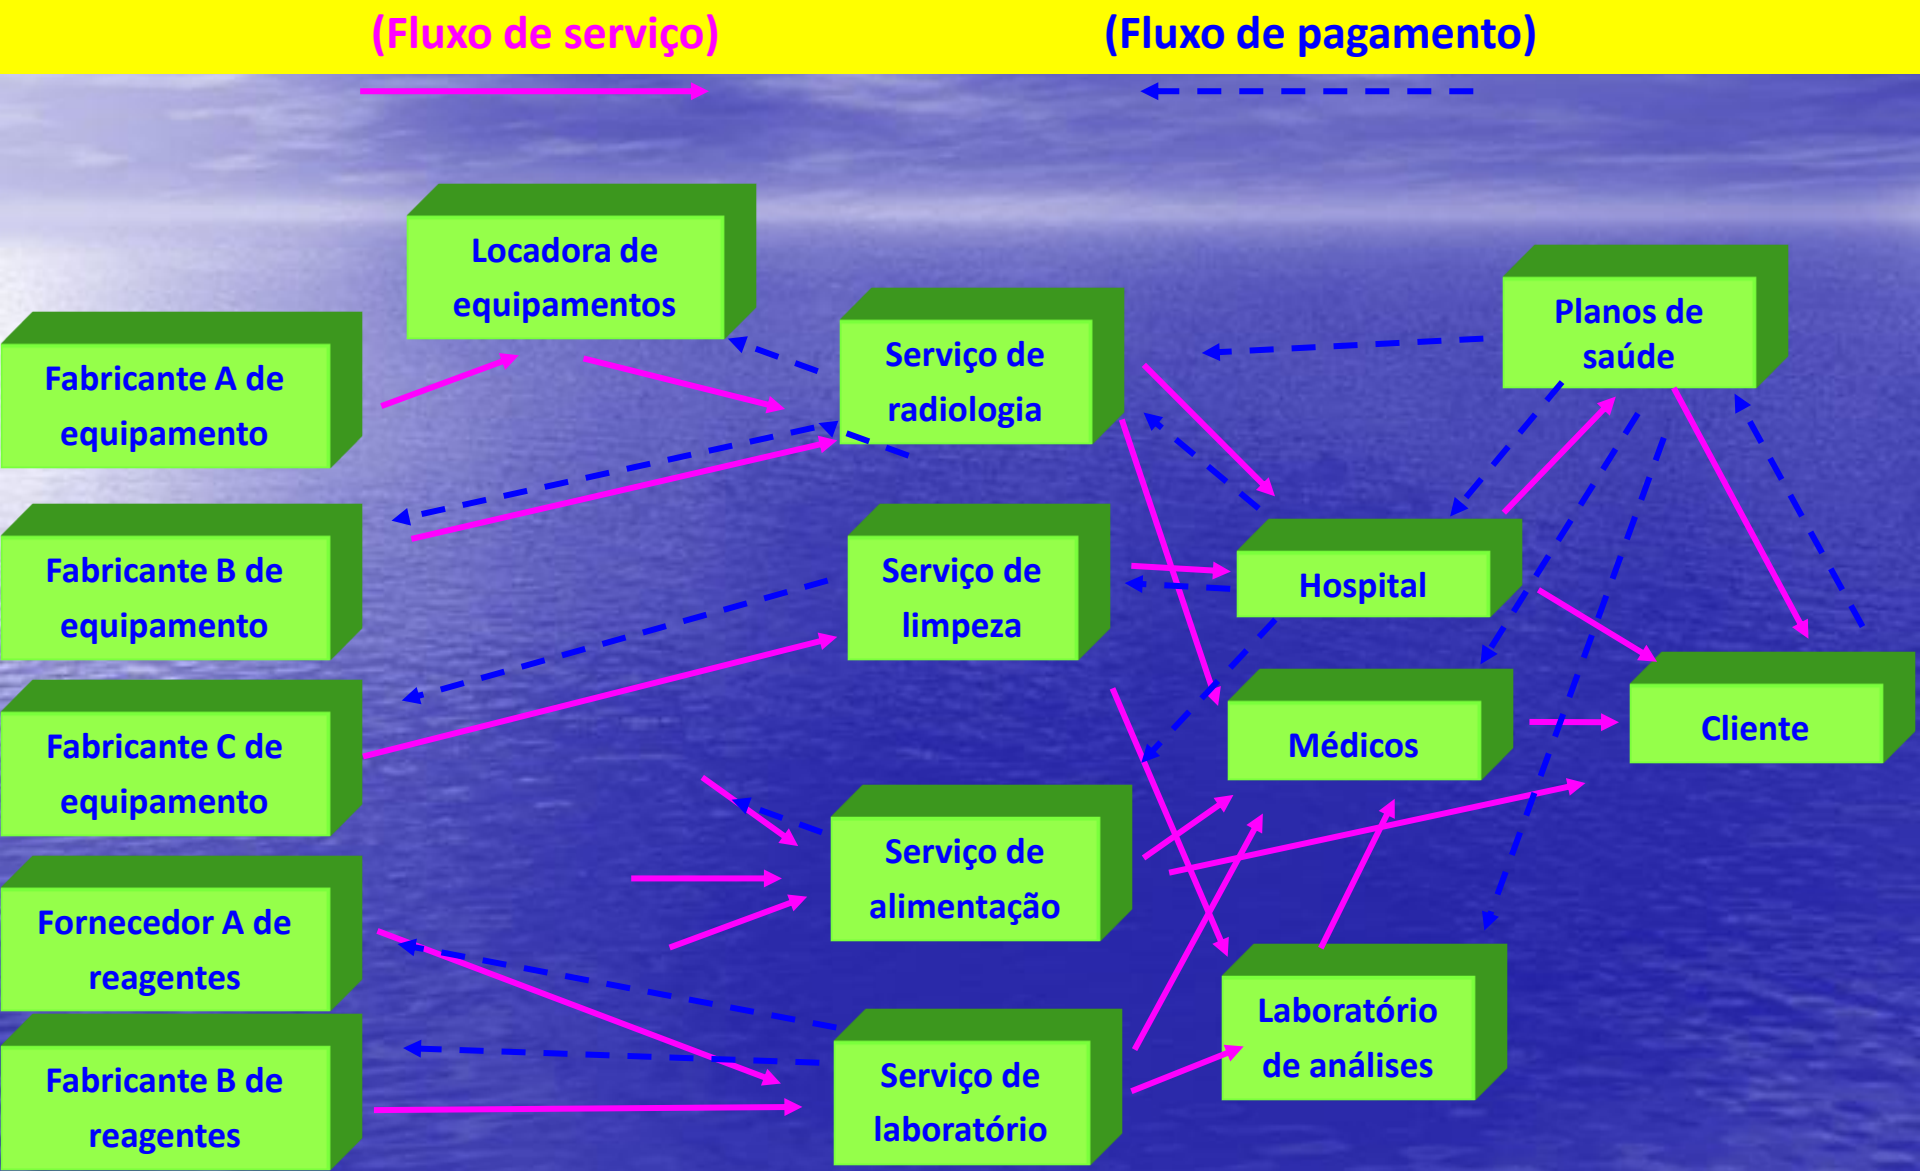 (Fluxo de serviço)
(Fluxo de pagamento)
Locadora de
equipamentos
Planos de
saúde
Serviço de
radiologia
Fabricante A de
equipamento
Fabricante B de
equipamento
Serviço de
limpeza
Hospital
Fabricante C de
equipamento
Médicos
Cliente
Serviço de
alimentação
Fornecedor A de
reagentes
Laboratório
de análises
Fabricante B de
reagentes
Serviço de
laboratório